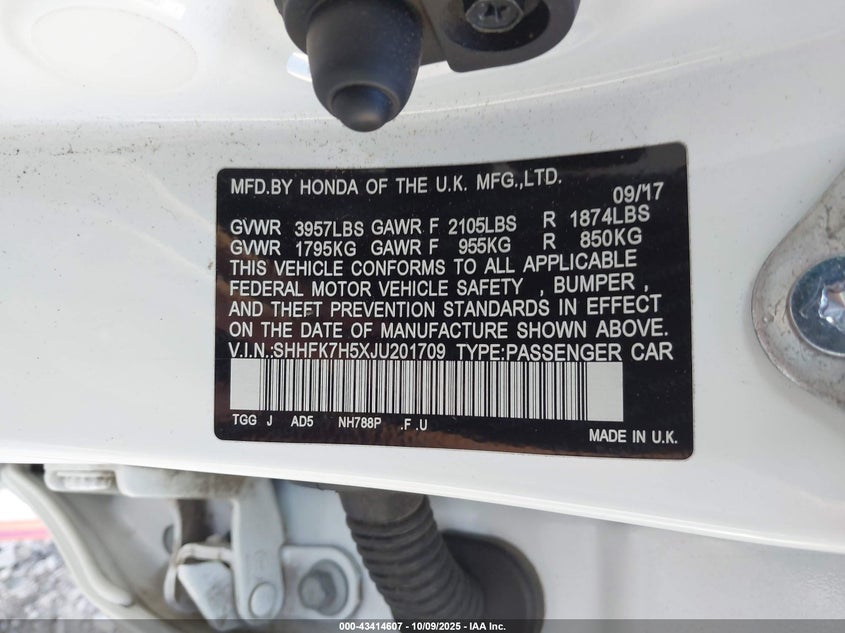 MFD.BY HONDA OF THE U.K. MFG.,LTD.
09/17
GVWR 3957LBS GAWR F 2105LBS R 1874LBS
GVWR 1795KG GAWR F 955KG R 850KG
THIS VEHICLE CONFORMS TO ALL APPLICABLE
FEDERAL MOTOR VEHICLE SAFETY , BUMPER ,
AND THEFT PREVENTION STANDARDS IN EFFECT
ON THE DATE OF MANUFACTURE SHOWN ABOVE.
V.I.N.:SHHFK7H5XJU201709 TYPE:PASSENGER CAR
TGG J AD5 NH788P .F .U
MADE IN U.K.
000-43414607 - 10/09/2025 - IAA Inc.